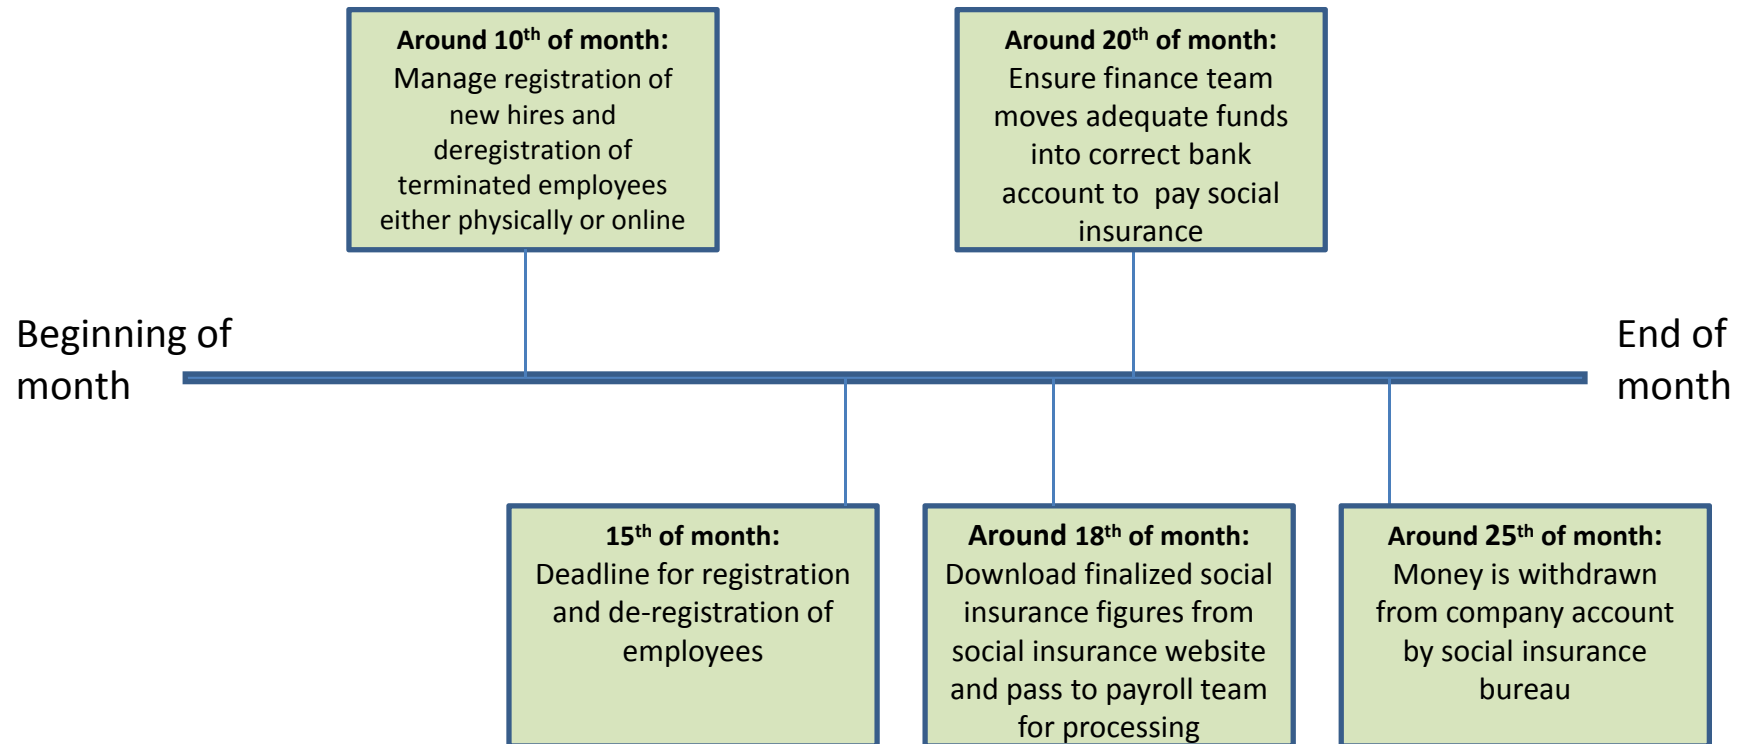 Around 10th of month:
Manage registration of
new hires and
deregistration of
terminated employees
either physically or online
Around 20th of month:
Ensure finance team
moves adequate funds
into correct bank
account to  pay social
insurance
Beginning of
month
End of
month
15th of month:
Deadline for registration
and de-registration of
employees
Around 18th of month:
Download finalized social
insurance figures from
social insurance website
and pass to payroll team
for processing
Around 25th of month:
Money is withdrawn
from company account
by social insurance
bureau